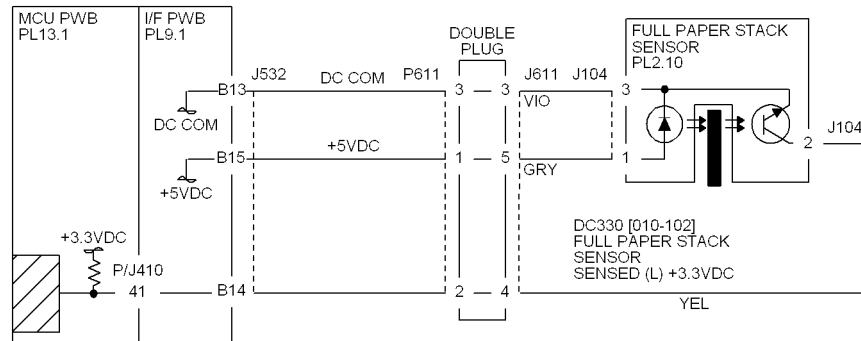 MCU PWB
PL13.1
I/F PWB
PL9.1
DOUBLE
PLUG
FULL PAPER STACK
SENSOR
PL2.10
J532
DC COM
P611
J611
J104
B13
3
3
VIO
3
DC COM
J104
2
+5VDC
B15
1
5
GRY
1
+5VDC
DC330 [010-102]
FULL PAPER STACK
SENSOR
SENSED (L) +3.3VDC
+3.3VDC
P/J410
41
B14
2
4
YEL